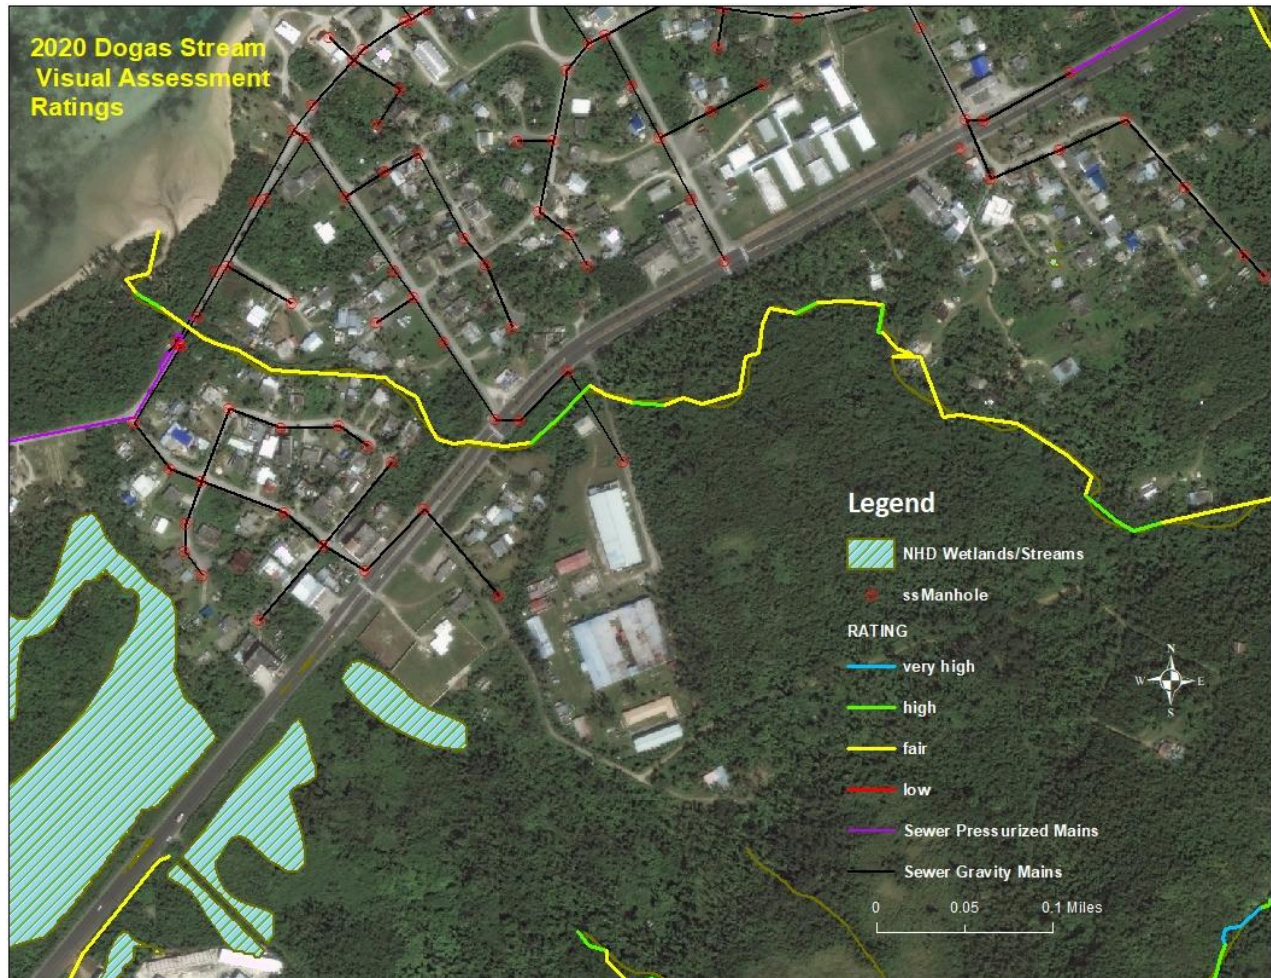 2020 Dogas Stream
Visual Assessment
Ratings
Legend
NHD Wetlands/Streams
ssManhole
RATING
very high
high
fair
low
Sewer Pressurized Mains
Sewer Gravity Mains
0 0.05 0.1 Miles
N
W E
S